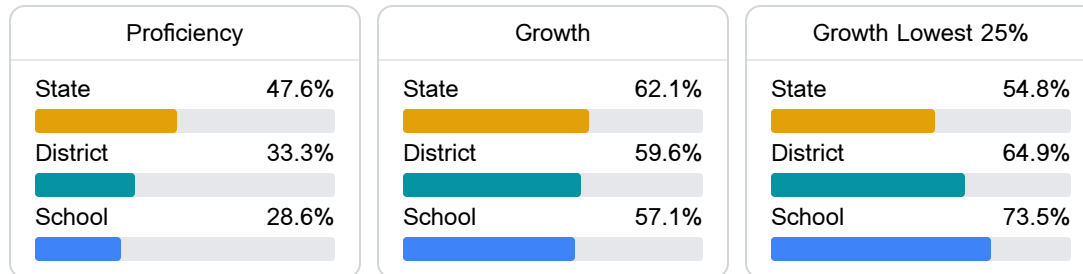 Proficiency
State 47.6%
District 33.3%
School 28.6%
Growth
State 62.1%
District 59.6%
School 57.1%
Growth Lowest 25%
State 54.8%
District 64.9%
School 73.5%